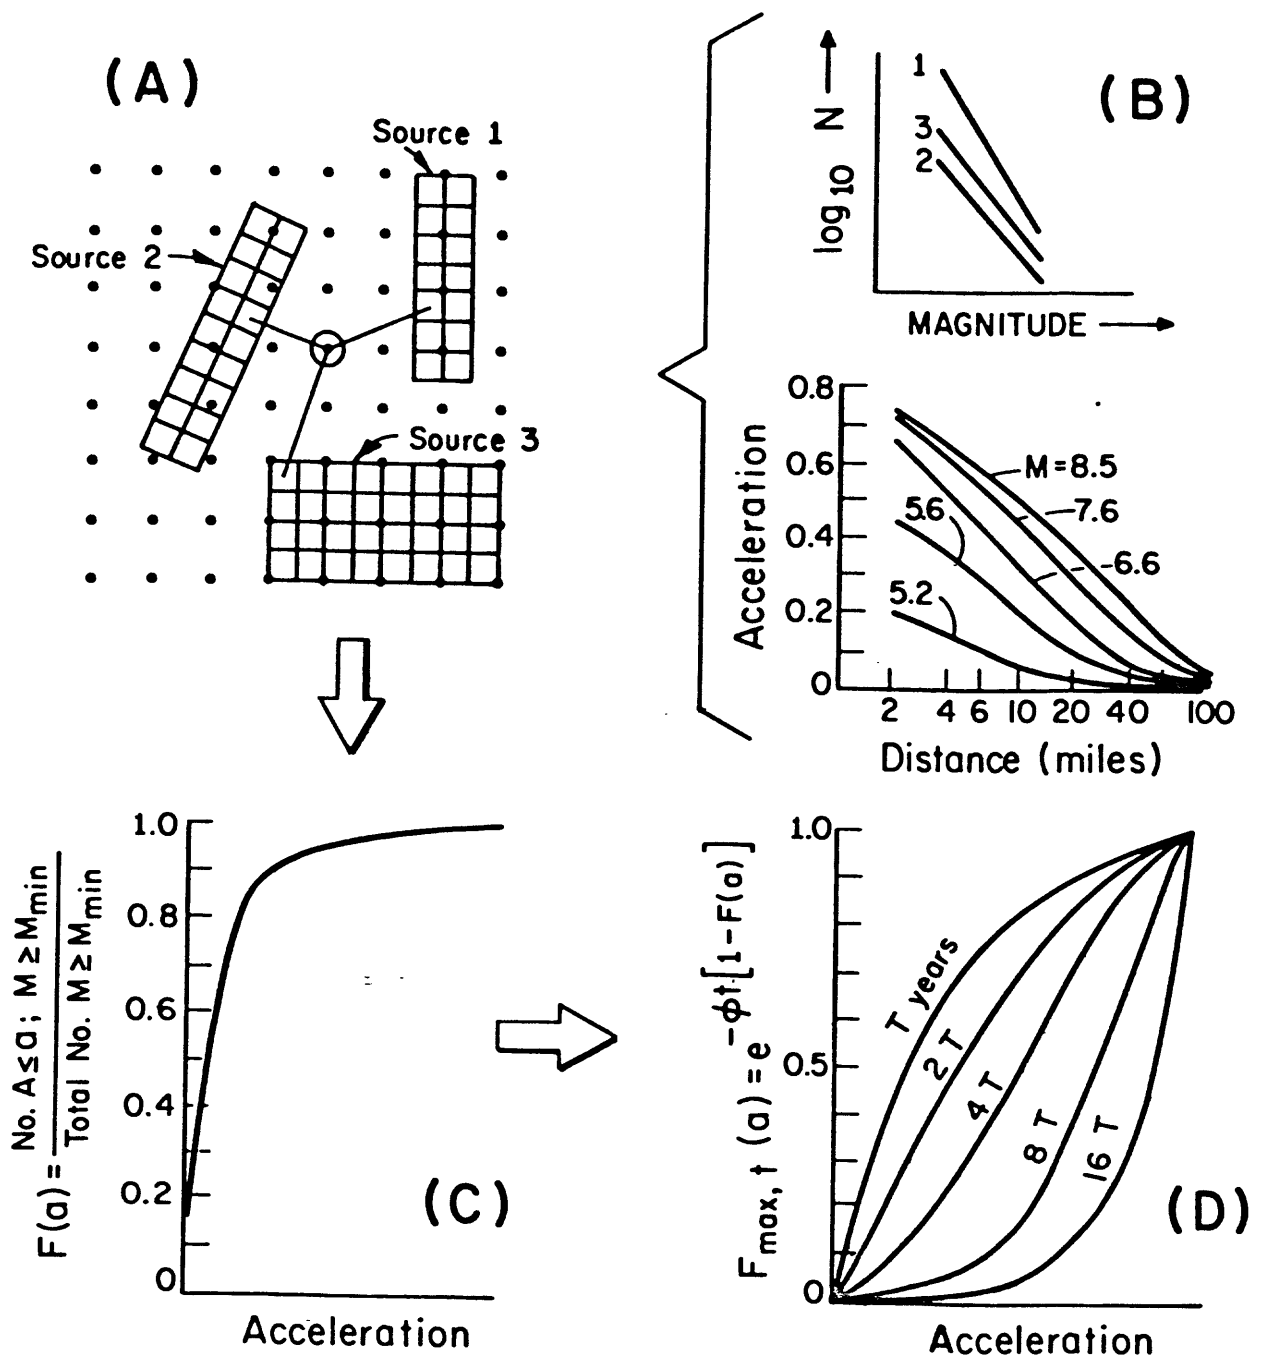 (A)
Source 1
Source 2
Source 3
(B)
log10 N
1
3
2
MAGNITUDE
Acceleration
0.8
0.6
0.4
0.2
0
M=8.5
7.6
6.6
5.6
5.2
2 4 6 10 20 40 100
Distance (miles)
F(a) = No. A≤a; M≥Mmin
Total No. M≥Mmin
1.0
0.8
0.6
0.4
0.2
0
(C)
Acceleration
Fmax, t (a) = e^-ϕt[1-F(a)]
1.0
0.5
0
T years
2T
4T
8T
16T
(D)
Acceleration